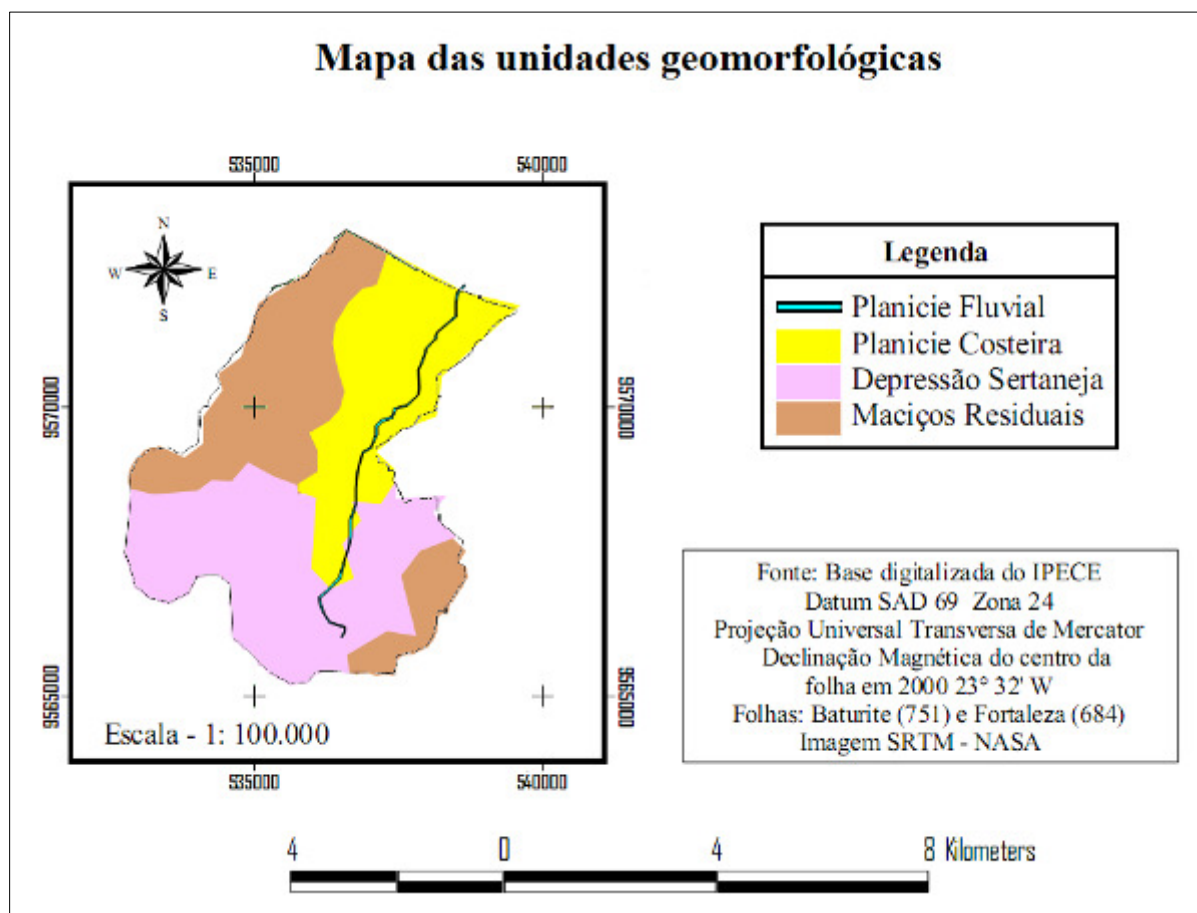 Mapa das unidades geomorfológicas
535000
540000
N
W
E
S
9570000
9570000
9565000
9565000
Escala - 1: 100.000
535000
540000
Legenda
Planicie Fluvial
Planicie Costeira
Depressão Sertaneja
Maciços Residuais
Fonte: Base digitalizada do IPECE
Datum SAD 69 Zona 24
Projeção Universal Transversa de Mercator
Declinação Magnética do centro da
folha em 2000 23° 32' W
Folhas: Baturite (751) e Fortaleza (684)
Imagem SRTM - NASA
4
0
4
8 Kilometers